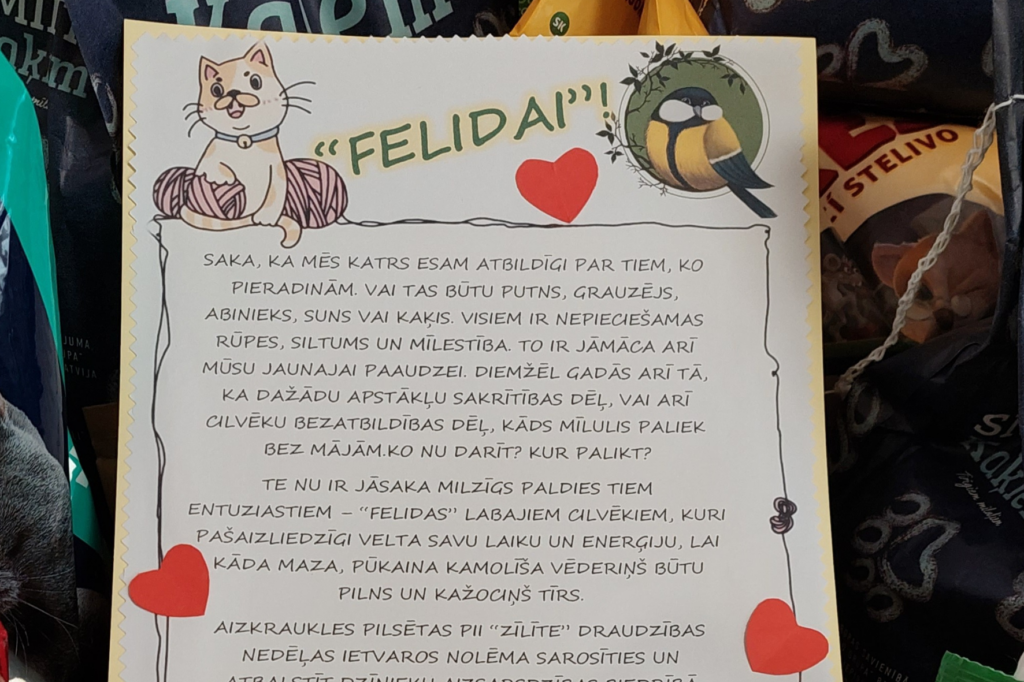 "FELIDAI"!
SAKA, KA MĒS KATRS ESAM ATBILDĪGI PAR TIEM, KO
PIERADINĀM. VAI TAS BŪTU PUTNS, GRAUZĒJS,
ABINIEKS, SUNS VAI KAĶIS. VISIEM IR NEPIECIEŠAMAS
RŪPES, SILTUMS UN MĪLESTĪBA. TO IR JĀMĀCA ARĪ
MŪSU JAUNAJAI PAAUDZEI. DIEMŽĒL GADĀS ARĪ TĀ,
KA DAŽĀDU APSTĀKĻU SAKRITĪBAS DĒĻ, VAI ARĪ
CILVĒKU BEZATBILDĪBAS DĒĻ, KĀDS MĪLULIS PALIEK
BEZ MĀJĀM.KO NU DARĪT? KUR PALIKT?
TE NU IR JĀSAKA MILZĪGS PALDIES TIEM
ENTUZIASTIEM – "FELIDAS" LABAJIEM CILVĒKIEM, KURI
PAŠAIZLIEDZĪGI VELTA SAVU LAIKU UN ENERĢIJU, LAI
KĀDA MAZA, PŪKAINA KAMOLĪŠA VĒDERIŅŠ BŪTU
PILNS UN KAŽOCIŅŠ TĪRS.
AIZKRAUKLES PILSĒTAS PII "ZĪLĪTE" DRAUDZĪBAS
NEDĒĻAS IETVAROS NOLĒMA SAROSĪTIES UN
ATBALSTĪT DZĪNIEKU AIZSARDZĪBAS BIEDRĪBĀ
STELIVO